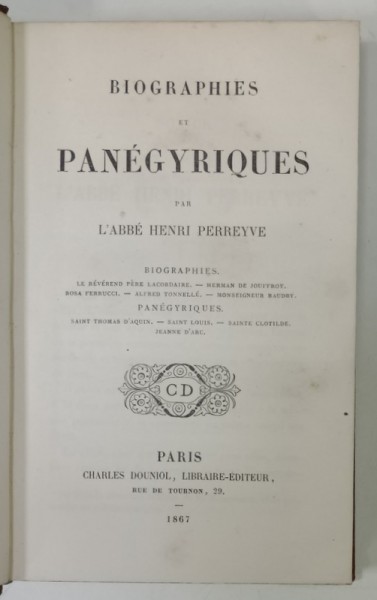 BIOGRAPHIES
ET
PANÉGYRIQUES
PAR
L'ABBÉ HENRI PERREYVE
BIOGRAPHIES.
LE RÉVÉREND PÈRE LACORDAIRE. — HERMAN DE JOUFFROY.
ROSA FERRUCCI. — ALFRED TONNELLÉ. — MONSEIGNEUR BAUDRY.
PANÉGYRIQUES.
SAINT THOMAS D'AQUIN. — SAINT LOUIS. — SAINTE CLOTILDE.
JEANNE D'ARC.
CD
PARIS
CHARLES DOUNIOL, LIBRAIRE-ÉDITEUR,
RUE DE TOURNON, 29.
—
1867